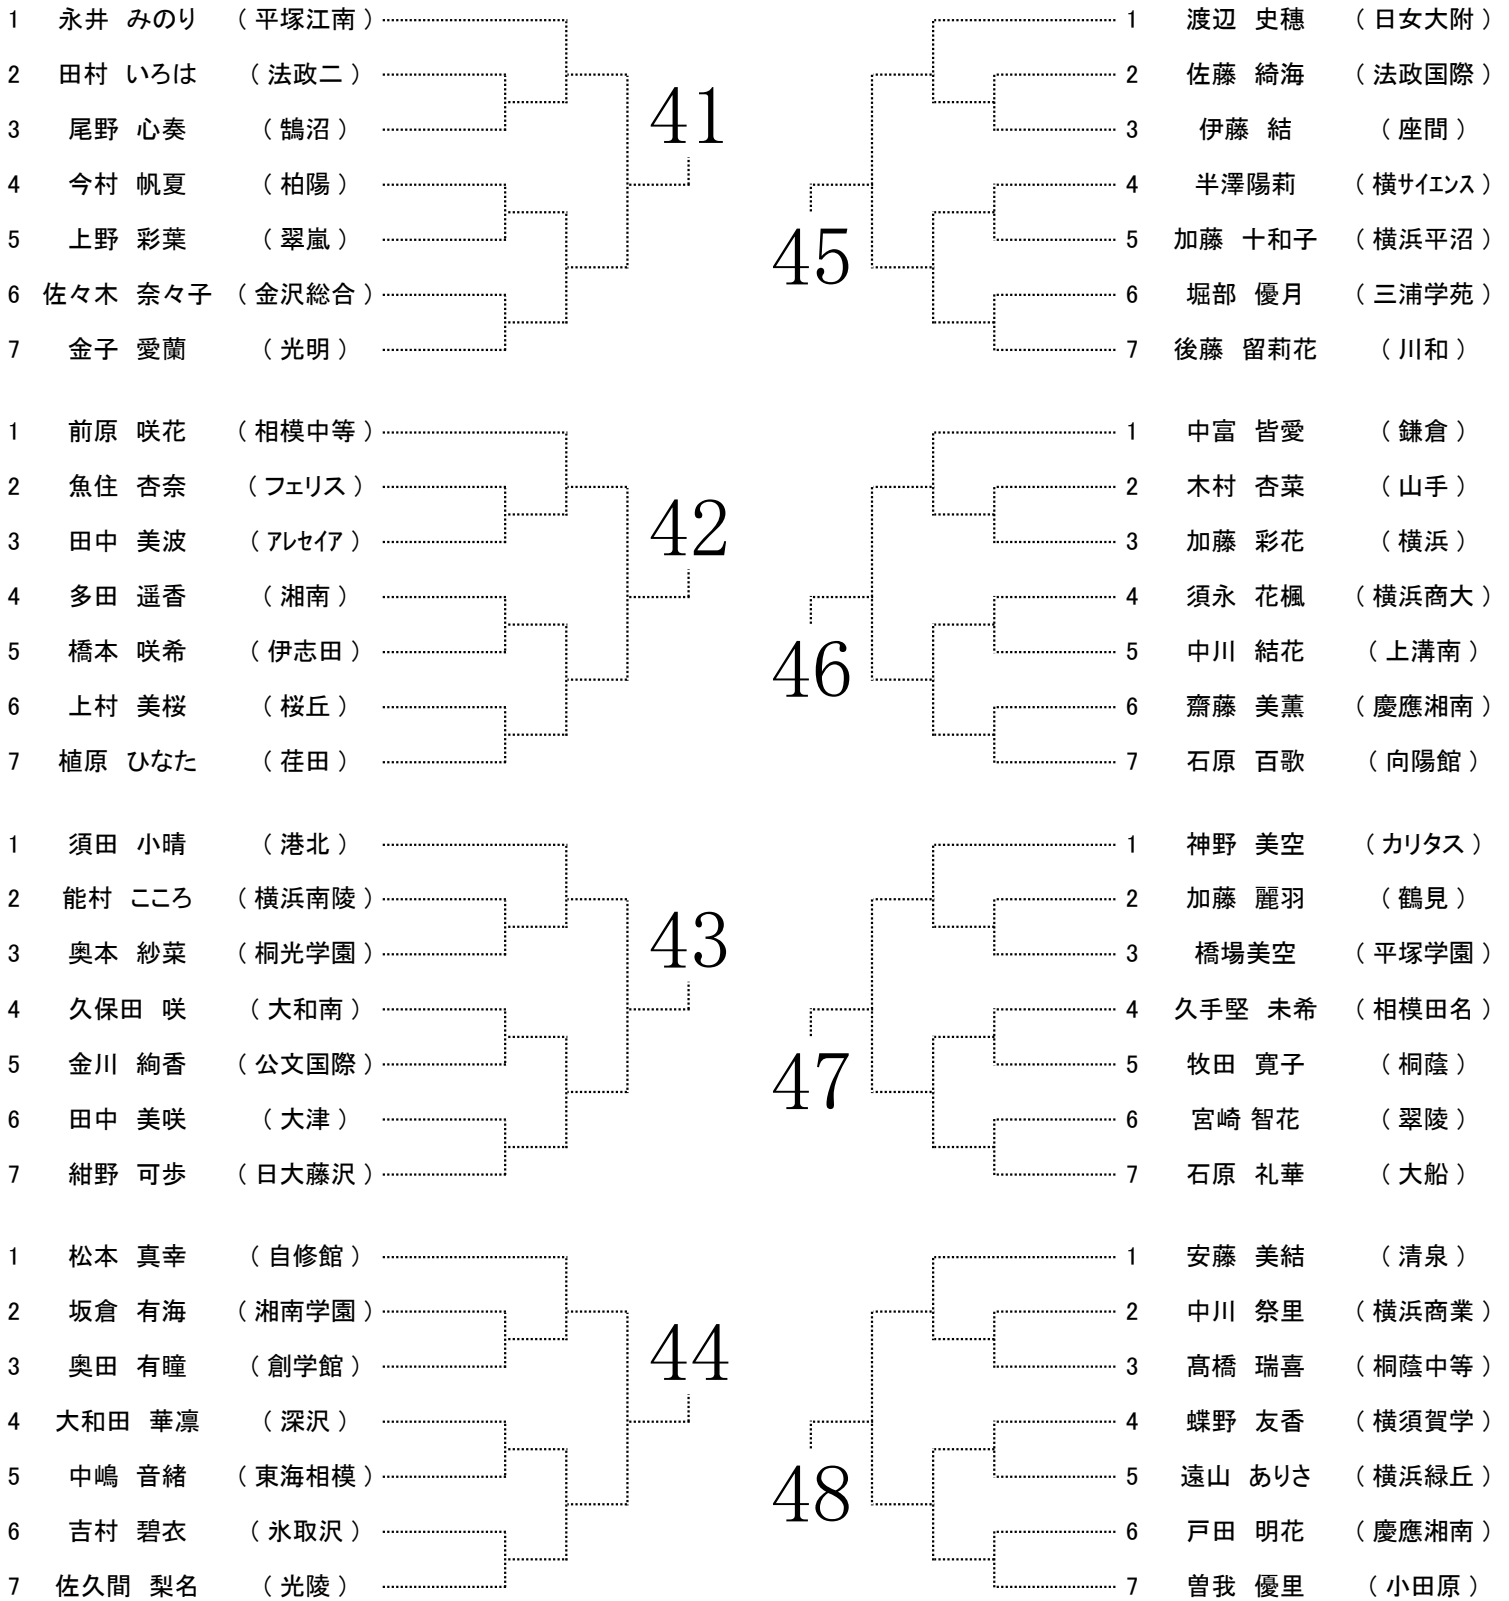 1 永井 みのり （ 平塚江南 ）
2 田村 いろは （ 法政二 ）
3 尾野 心奏 （ 鵠沼 ）
4 今村 帆夏 （ 柏陽 ）
5 上野 彩葉 （ 翠嵐 ）
6 佐々木 奈々子 （ 金沢総合 ）
7 金子 愛蘭 （ 光明 ）
41
1 前原 咲花 （ 相模中等 ）
2 魚住 杏奈 （ フェリス ）
3 田中 美波 （ アレセイア ）
4 多田 遥香 （ 湘南 ）
5 橋本 咲希 （ 伊志田 ）
6 上村 美桜 （ 桜丘 ）
7 植原 ひなた （ 荏田 ）
42
1 須田 小晴 （ 港北 ）
2 能村 こころ （ 横浜南陵 ）
3 奥本 紗菜 （ 桐光学園 ）
4 久保田 咲 （ 大和南 ）
5 金川 絢香 （ 公文国際 ）
6 田中 美咲 （ 大津 ）
7 紺野 可歩 （ 日大藤沢 ）
43
1 松本 真幸 （ 自修館 ）
2 坂倉 有海 （ 湘南学園 ）
3 奥田 有瞳 （ 創学館 ）
4 大和田 華凛 （ 深沢 ）
5 中嶋 音緒 （ 東海相模 ）
6 吉村 碧衣 （ 氷取沢 ）
7 佐久間 梨名 （ 光陵 ）
44
1 渡辺 史穂 （ 日女大附 ）
2 佐藤 綺海 （ 法政国際 ）
3 伊藤 結 （ 座間 ）
4 半澤陽莉 （ 横サイエンス ）
5 加藤 十和子 （ 横浜平沼 ）
6 堀部 優月 （ 三浦学苑 ）
7 後藤 留莉花 （ 川和 ）
45
1 中富 皆愛 （ 鎌倉 ）
2 木村 杏菜 （ 山手 ）
3 加藤 彩花 （ 横浜 ）
4 須永 花楓 （ 横浜商大 ）
5 中川 結花 （ 上溝南 ）
6 齋藤 美薫 （ 慶應湘南 ）
7 石原 百歌 （ 向陽館 ）
46
1 神野 美空 （ カリタス ）
2 加藤 麗羽 （ 鶴見 ）
3 橋場美空 （ 平塚学園 ）
4 久手堅 未希 （ 相模田名 ）
5 牧田 寛子 （ 桐蔭 ）
6 宮崎 智花 （ 翠陵 ）
7 石原 礼華 （ 大船 ）
47
1 安藤 美結 （ 清泉 ）
2 中川 祭里 （ 横浜商業 ）
3 髙橋 瑞喜 （ 桐蔭中等 ）
4 蝶野 友香 （ 横須賀学 ）
5 遠山 ありさ （ 横浜緑丘 ）
6 戸田 明花 （ 慶應湘南 ）
7 曽我 優里 （ 小田原 ）
48